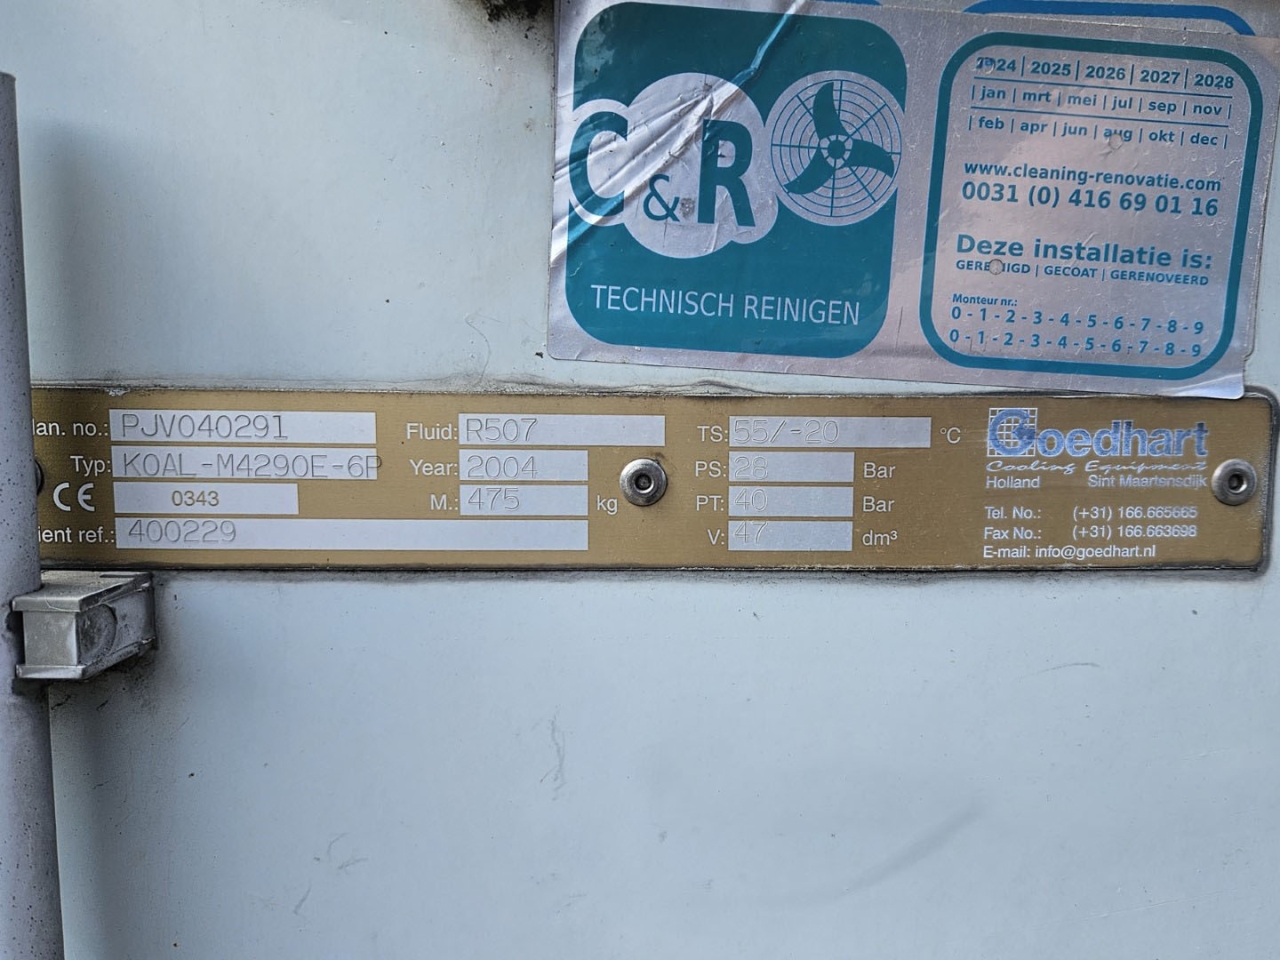 C&R
TECHNISCH REINIGEN
2024 | 2025 | 2026 | 2027 | 2028
| jan | mrt | mei | jul | sep | nov |
| feb | apr | jun | aug | okt | dec |
www.cleaning-renovatie.com
0031 (0) 416 69 01 16
Deze installatie is:
GEREINIGD | GECOAT | GERENOVEERD
Monteur nr.:
0 - 1 - 2 - 3 - 4 - 5 - 6 - 7 - 8 - 9
0 - 1 - 2 - 3 - 4 - 5 - 6 - 7 - 8 - 9
an. no.: PJV040291 Fluid: R507 TS: 55/-20 °C
Typ: KOAL-M4290E-6P Year: 2004 PS: 28 Bar
CE 0343 M.: 475 kg PT: 40 Bar
ient ref.: 400229 V: 47 dm³
Goedhart
Cooling Equipment
Holland Sint Maartensdijk
Tel. No.: (+31) 166.665665
Fax No.: (+31) 166.663698
E-mail: info@goedhart.nl